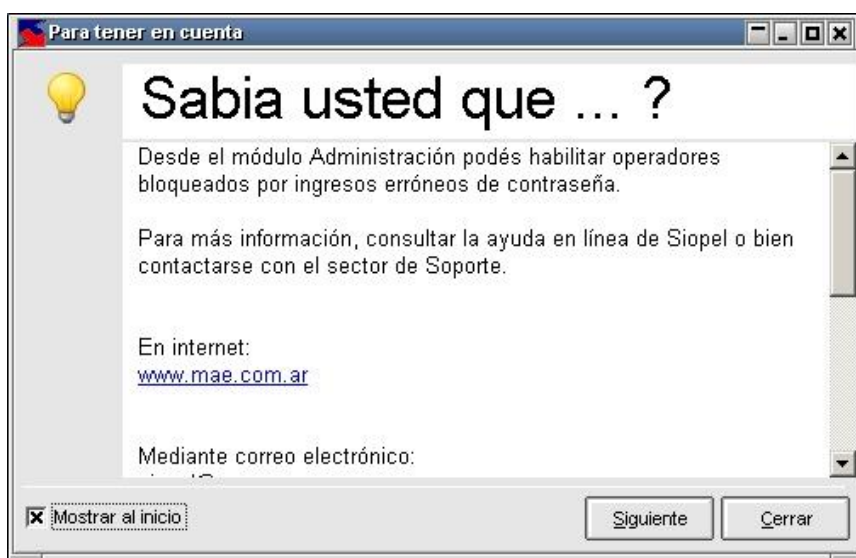 Para tener en cuenta
Sabia usted que ... ?
Desde el módulo Administración podés habilitar operadores
bloqueados por ingresos erróneos de contraseña.
Para más información, consultar la ayuda en línea de Siopel o bien
contactarse con el sector de Soporte.
En internet:
www.mae.com.ar
Mediante correo electrónico:
Mostrar al inicio
Siguiente
Cerrar